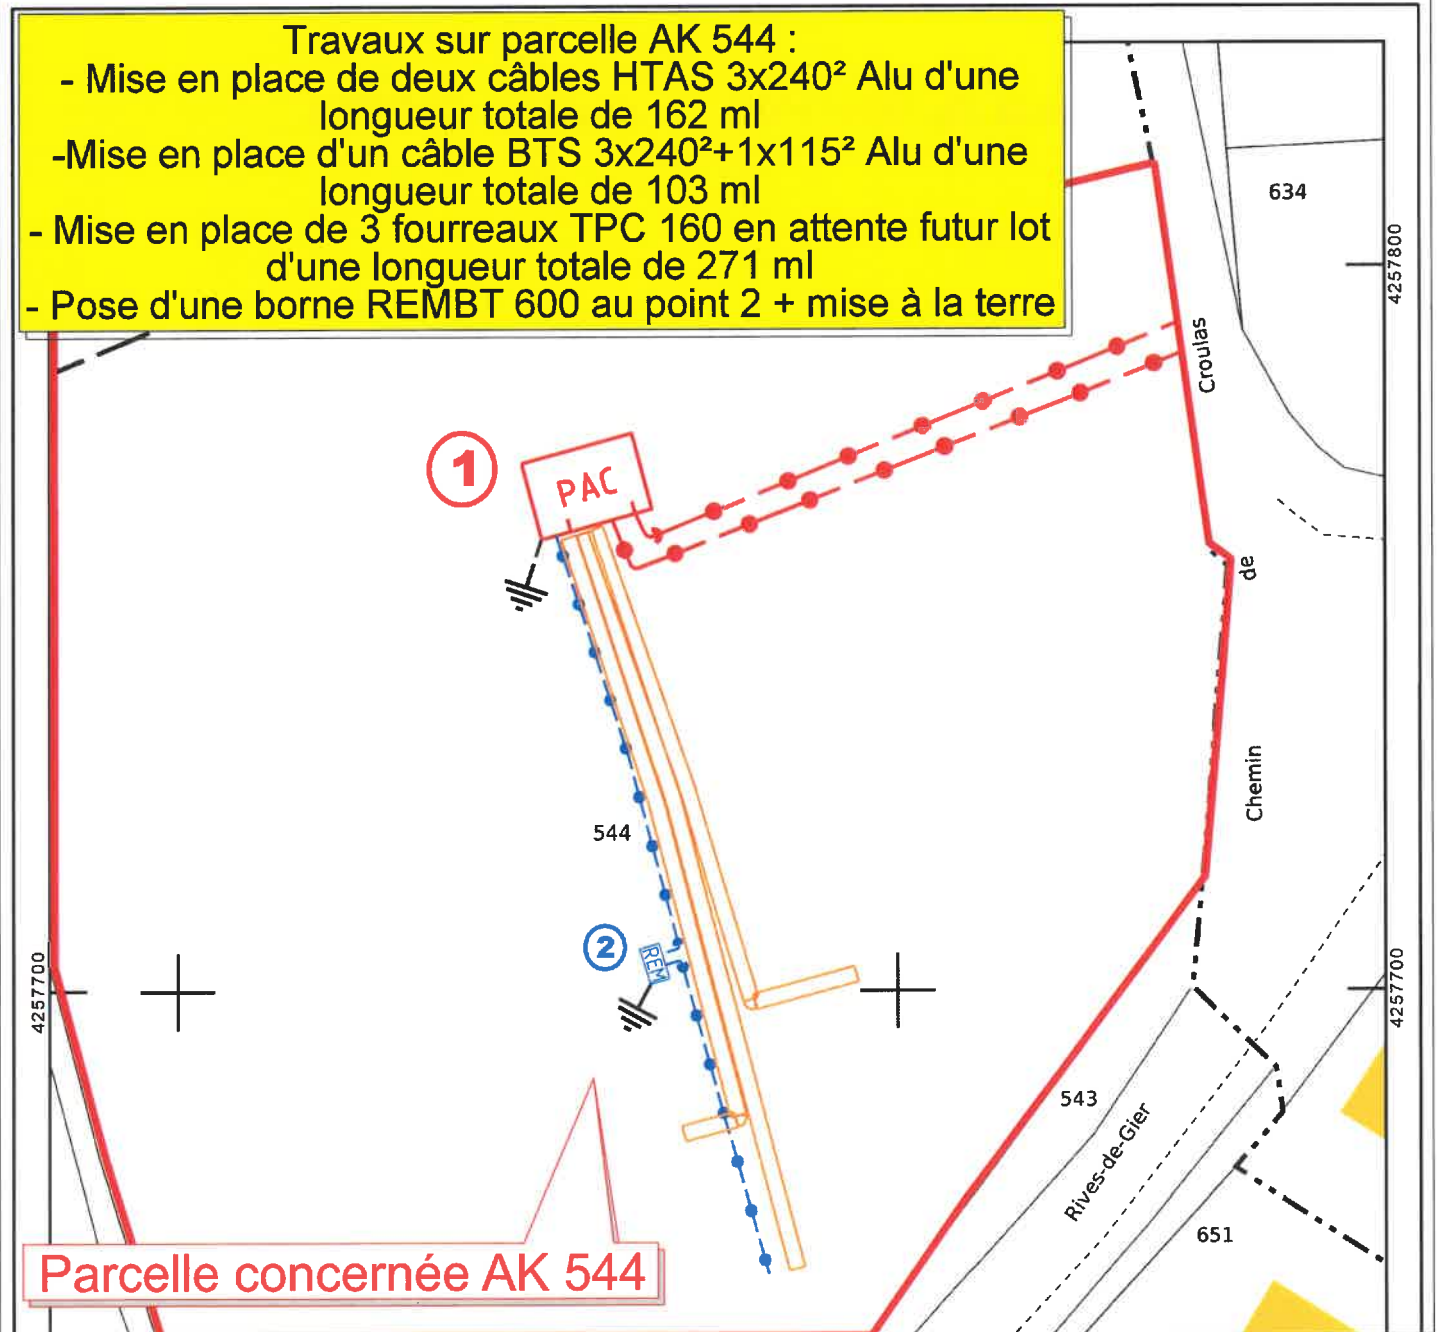 Travaux sur parcelle AK 544 :
- Mise en place de deux câbles HTAS 3x240² Alu d'une
longueur totale de 162 ml
-Mise en place d'un câble BTS 3x240²+1x115² Alu d'une
longueur totale de 103 ml
- Mise en place de 3 fourreaux TPC 160 en attente futur lot
d'une longueur totale de 271 ml
- Pose d'une borne REMBT 600 au point 2 + mise à la terre
634
4257800
Croulas
1
PAC
de
Chemin
544
2
REM
4257700
4257700
543
Rives-de-Gier
651
Parcelle concernée AK 544